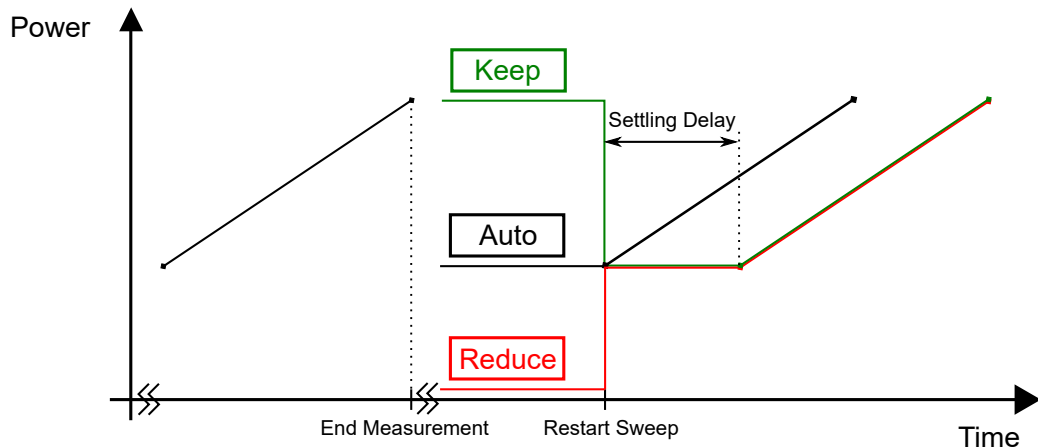 Power
Keep
Settling Delay
Auto
Reduce
End Measurement
Restart Sweep
Time